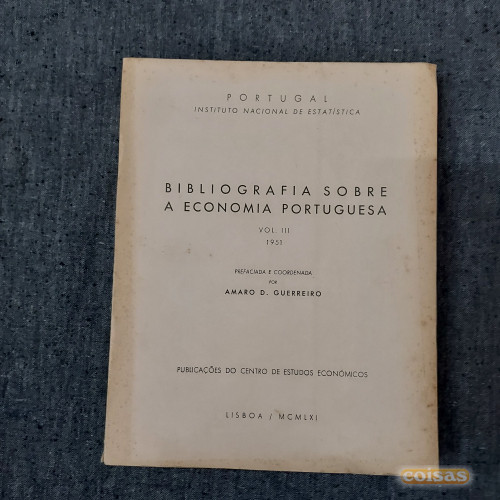 PORTUGAL
INSTITUTO NACIONAL DE ESTATÍSTICA
BIBLIOGRAFIA SOBRE
A ECONOMIA PORTUGUESA
VOL. III
1951
PREFACIADA E COORDENADA
POR
AMARO D. GUERREIRO
PUBLICAÇÕES DO CENTRO DE ESTUDOS ECONÓMICOS
LISBOA / MCMLXI
coisas